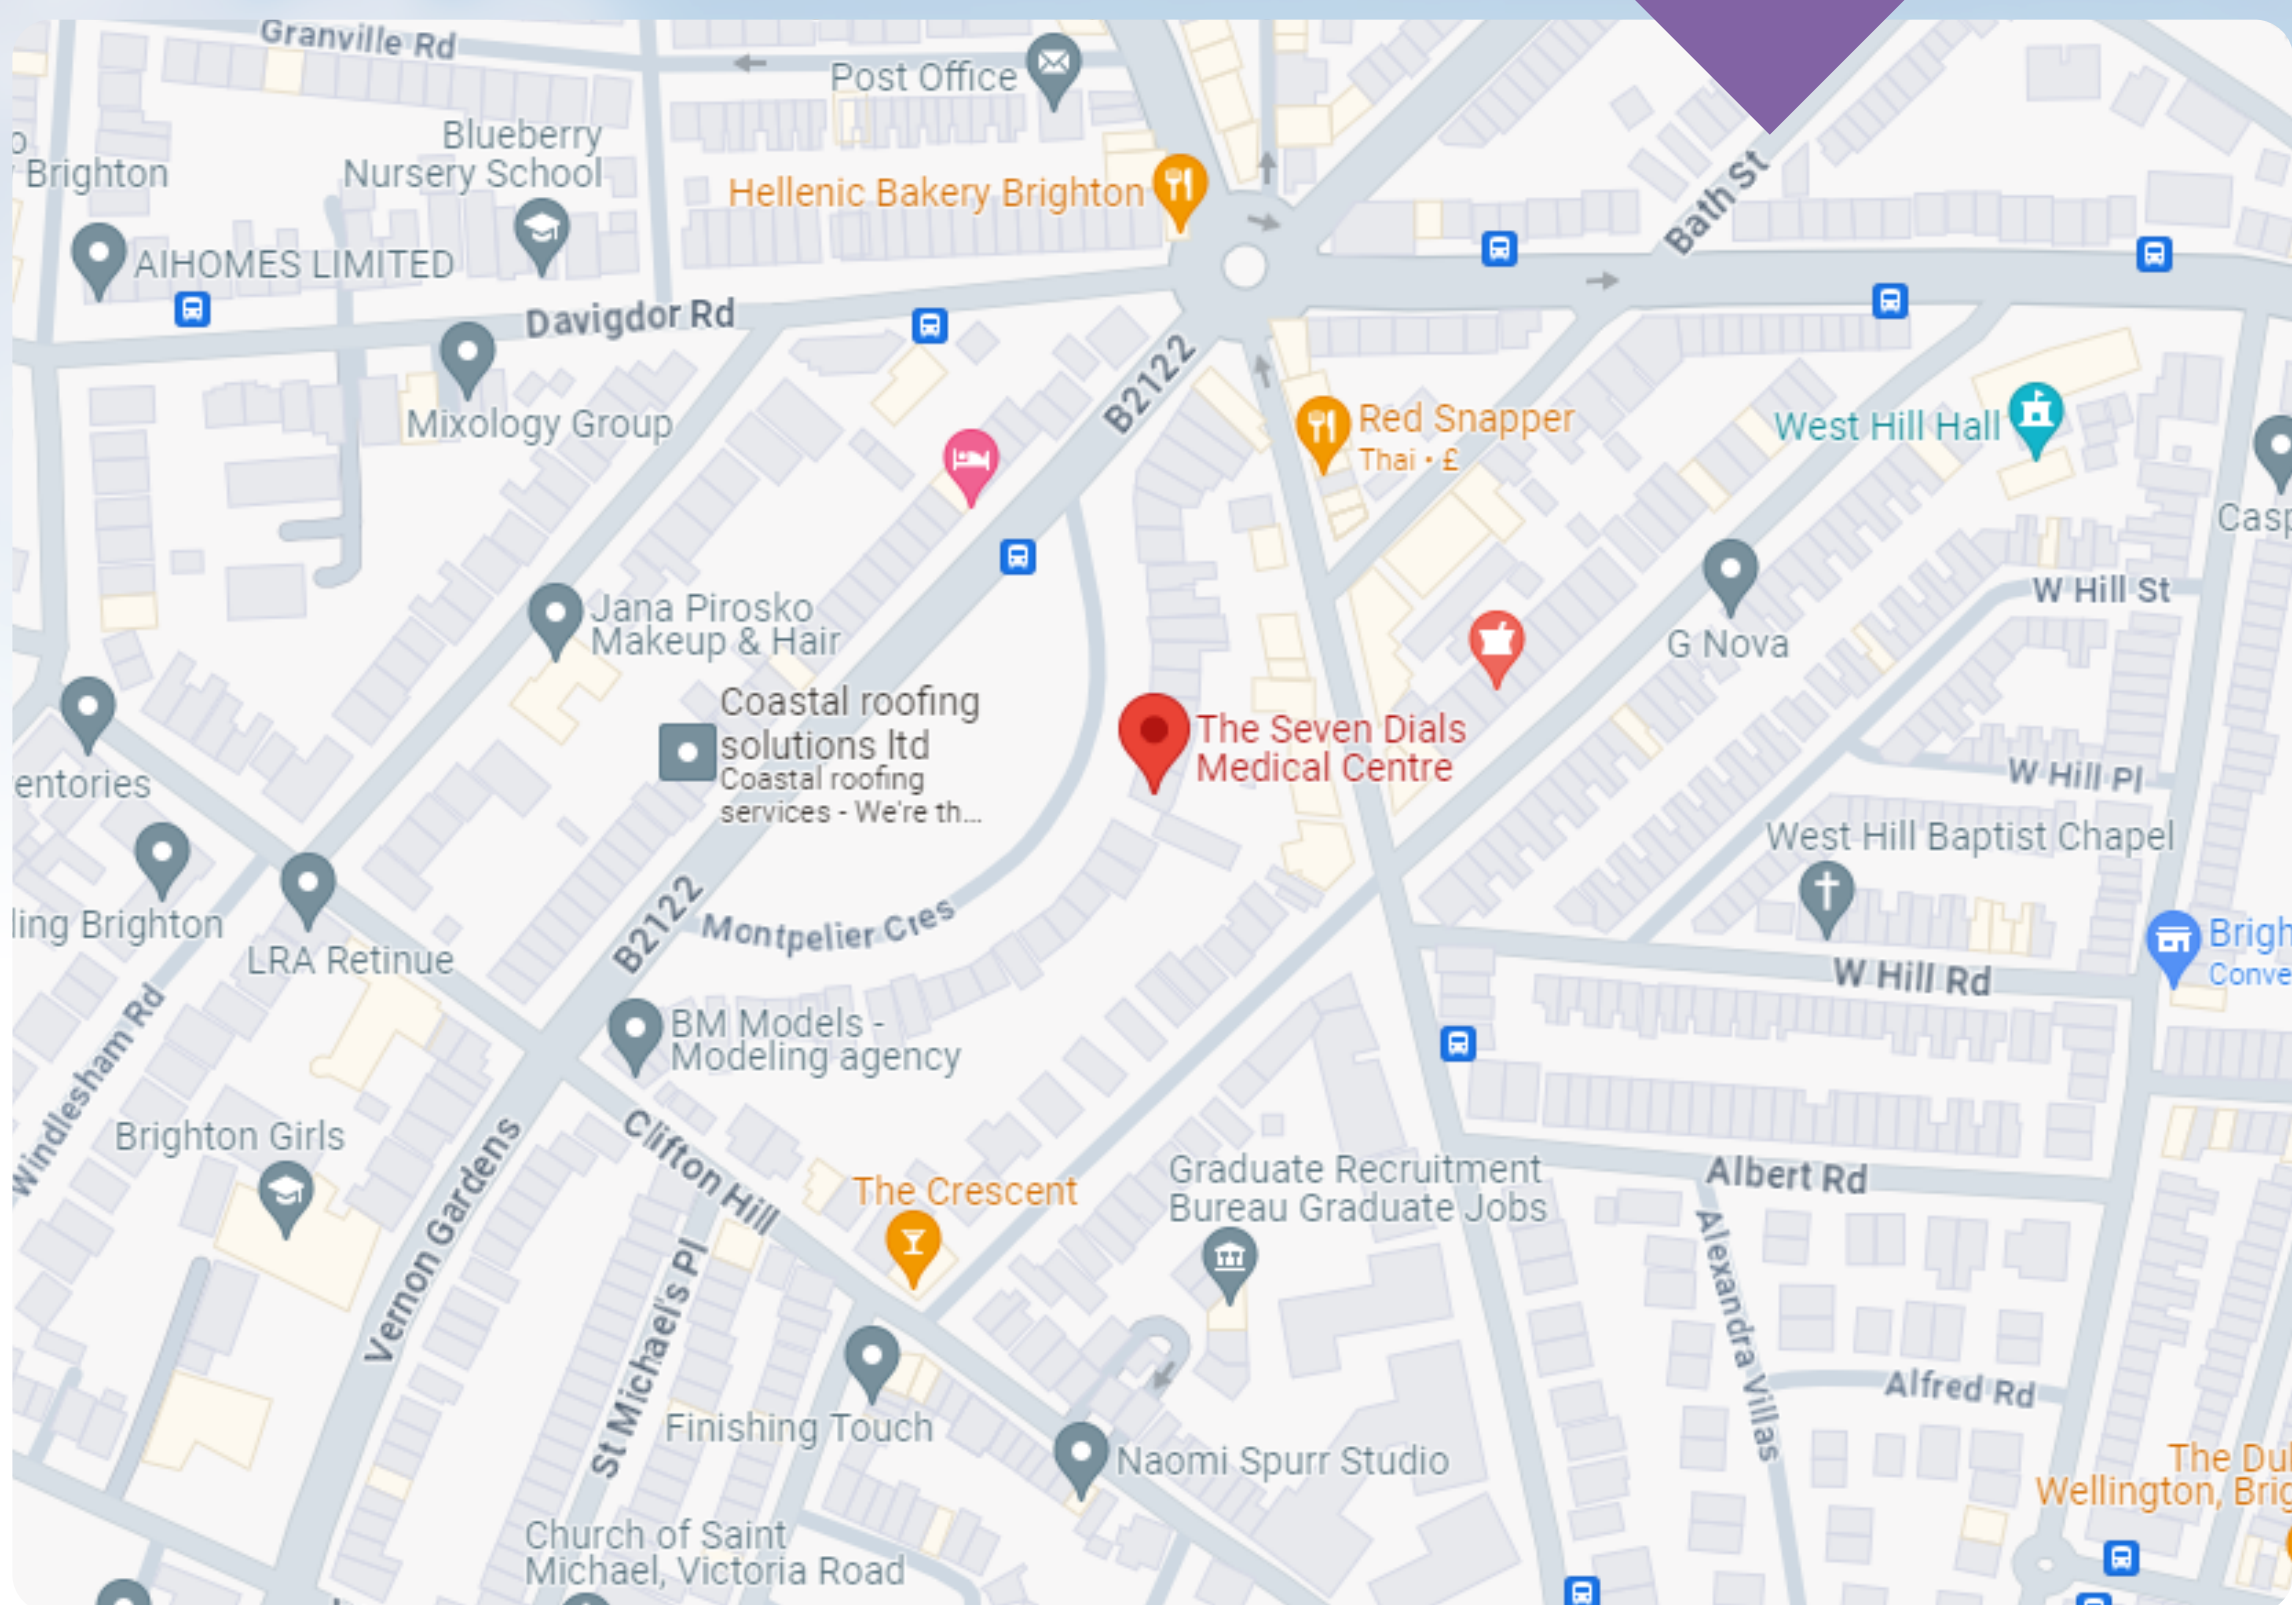 Granville Rd
Post Office
Blueberry
Nursery School
Brighton
Hellenic Bakery Brighton
Bath St
AIHOMES LIMITED
Davigdor Rd
B2122
Mixology Group
Red Snapper
Thai • £
West Hill Hall
Casp
W Hill St
Jana Pirosko
Makeup & Hair
G Nova
Coastal roofing
solutions ltd
Coastal roofing
services - We're th...
The Seven Dials
Medical Centre
W Hill Pl
entories
West Hill Baptist Chapel
B2122
Montpelier Cres
ling Brighton
LRA Retinue
Brigh
Conve
W Hill Rd
Windlesham Rd
BM Models -
Modeling agency
Brighton Girls
Clifton Hill
Vernon Gardens
The Crescent
Graduate Recruitment
Bureau Graduate Jobs
Albert Rd
Alexandra Villas
St Michael's Pl
Alfred Rd
Finishing Touch
Naomi Spurr Studio
The Du
Wellington, Brig
Church of Saint
Michael, Victoria Road